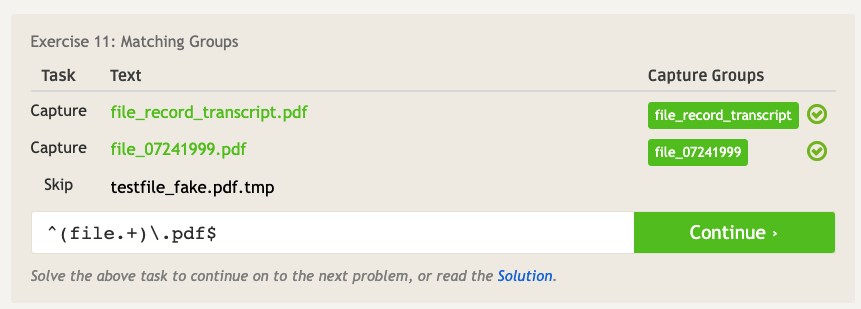 Exercise 11: Matching Groups
Task Text Capture Groups
Capture file_record_transcript.pdf file_record_transcript
Capture file_07241999.pdf file_07241999
Skip testfile_fake.pdf.tmp
^(file.+)\.pdf$ Continue ›
Solve the above task to continue on to the next problem, or read the Solution.